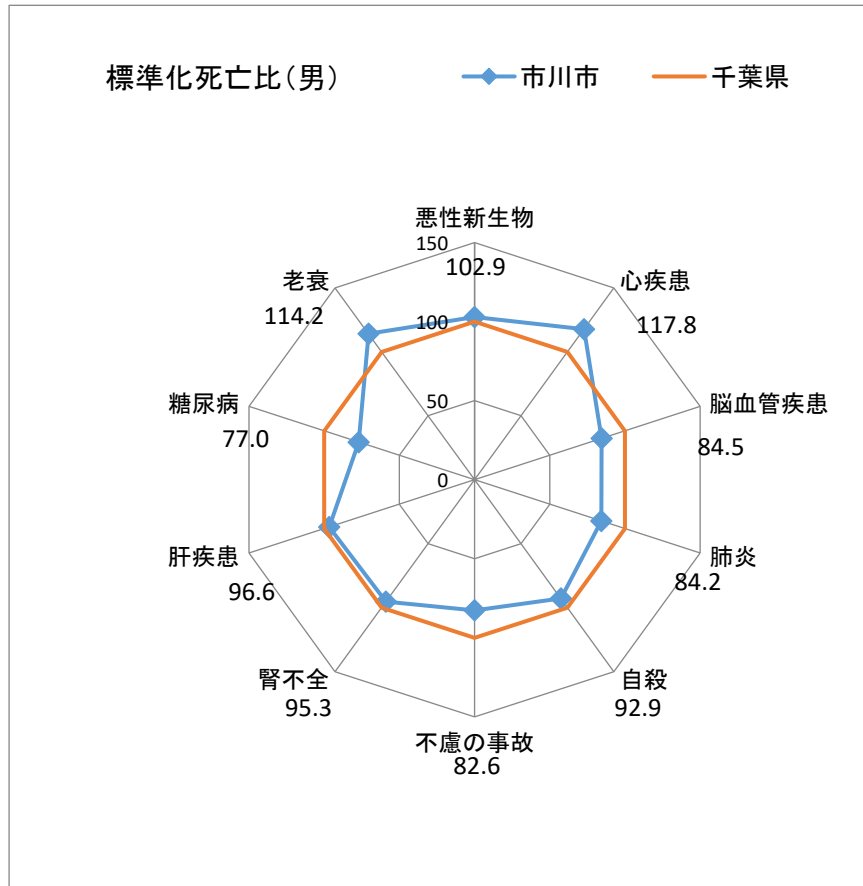 標準化死亡比（男）
市川市
千葉県
悪性新生物
150
102.9
老衰
心疾患
114.2
100
117.8
糖尿病
脳血管疾患
50
77.0
84.5
0
肝疾患
肺炎
96.6
84.2
腎不全
自殺
95.3
92.9
不慮の事故
82.6